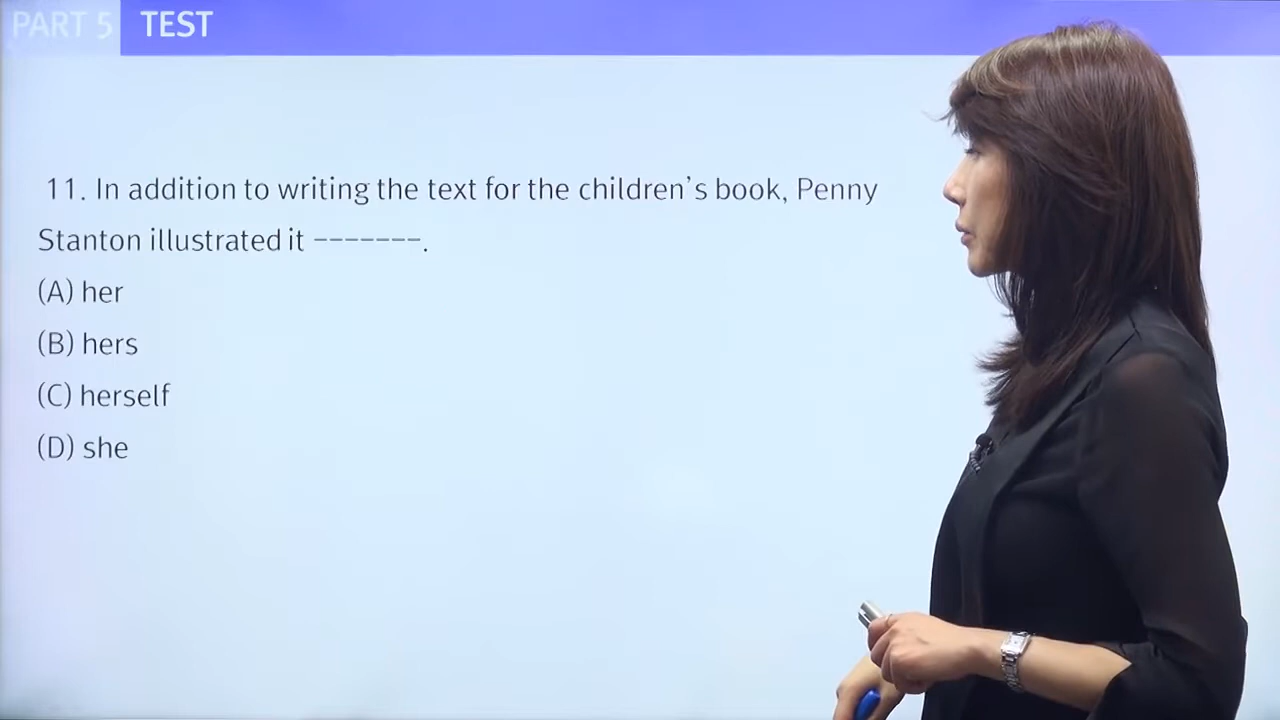 PART 5 TEST
11. In addition to writing the text for the children's book, Penny
Stanton illustrated it -------.
(A) her
(B) hers
(C) herself
(D) she